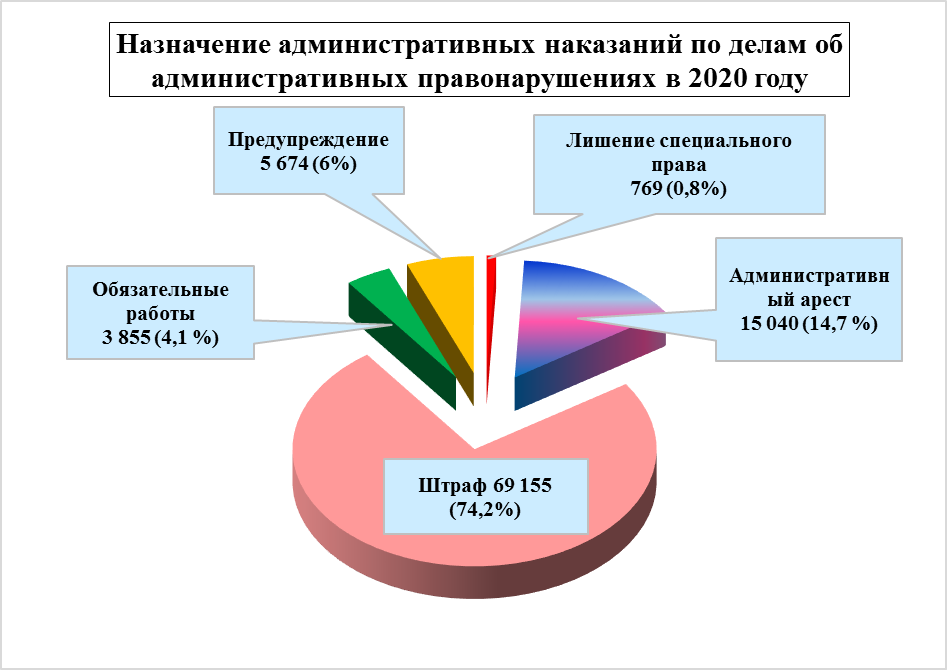 Назначение административных наказаний по делам об
административных правонарушениях в 2020 году
Предупреждение
5 674 (6%)
Лишение специального
права
769 (0,8%)
Обязательные
работы
3 855 (4,1 %)
Административн
ый арест
15 040 (14,7 %)
Штраф 69 155
(74,2%)